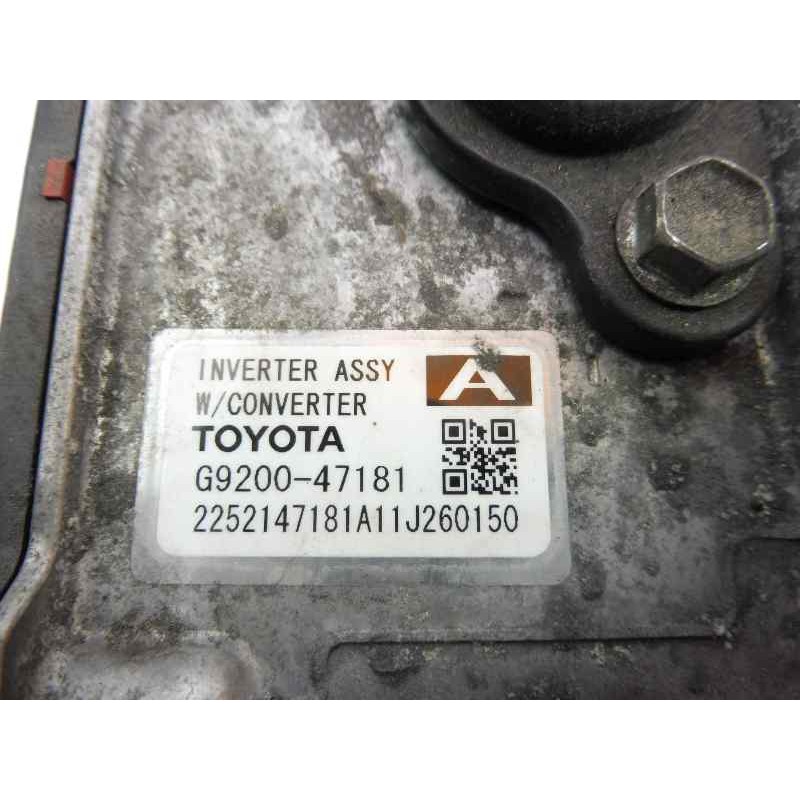 INVERTER ASSY
A
W/CONVERTER
TOYOTA
G9200-47181
2252147181A11J260150